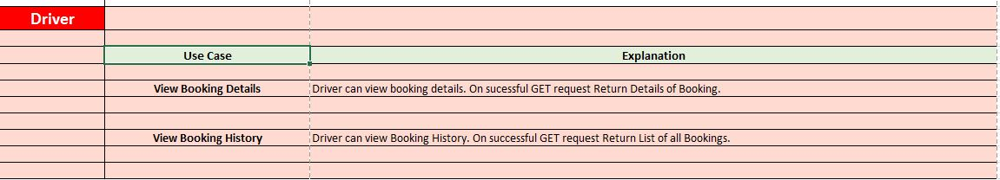 Driver
Use Case Explanation
View Booking Details Driver can view booking details. On sucessful GET request Return Details of Booking.
View Booking History Driver can view Booking History. On successful GET request Return List of all Bookings.